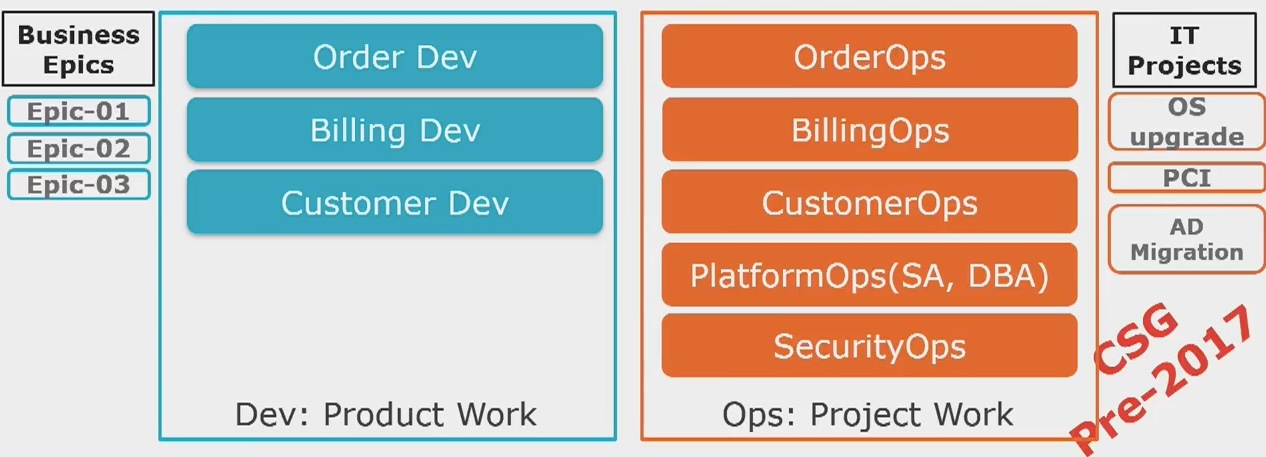 Business
Epics
Epic-01
Epic-02
Epic-03
Order Dev
Billing Dev
Customer Dev
Dev: Product Work
OrderOps
BillingOps
CustomerOps
PlatformOps(SA, DBA)
SecurityOps
Ops: Project Work
IT
Projects
OS
upgrade
PCI
AD
Migration
CSG
Pre-2017